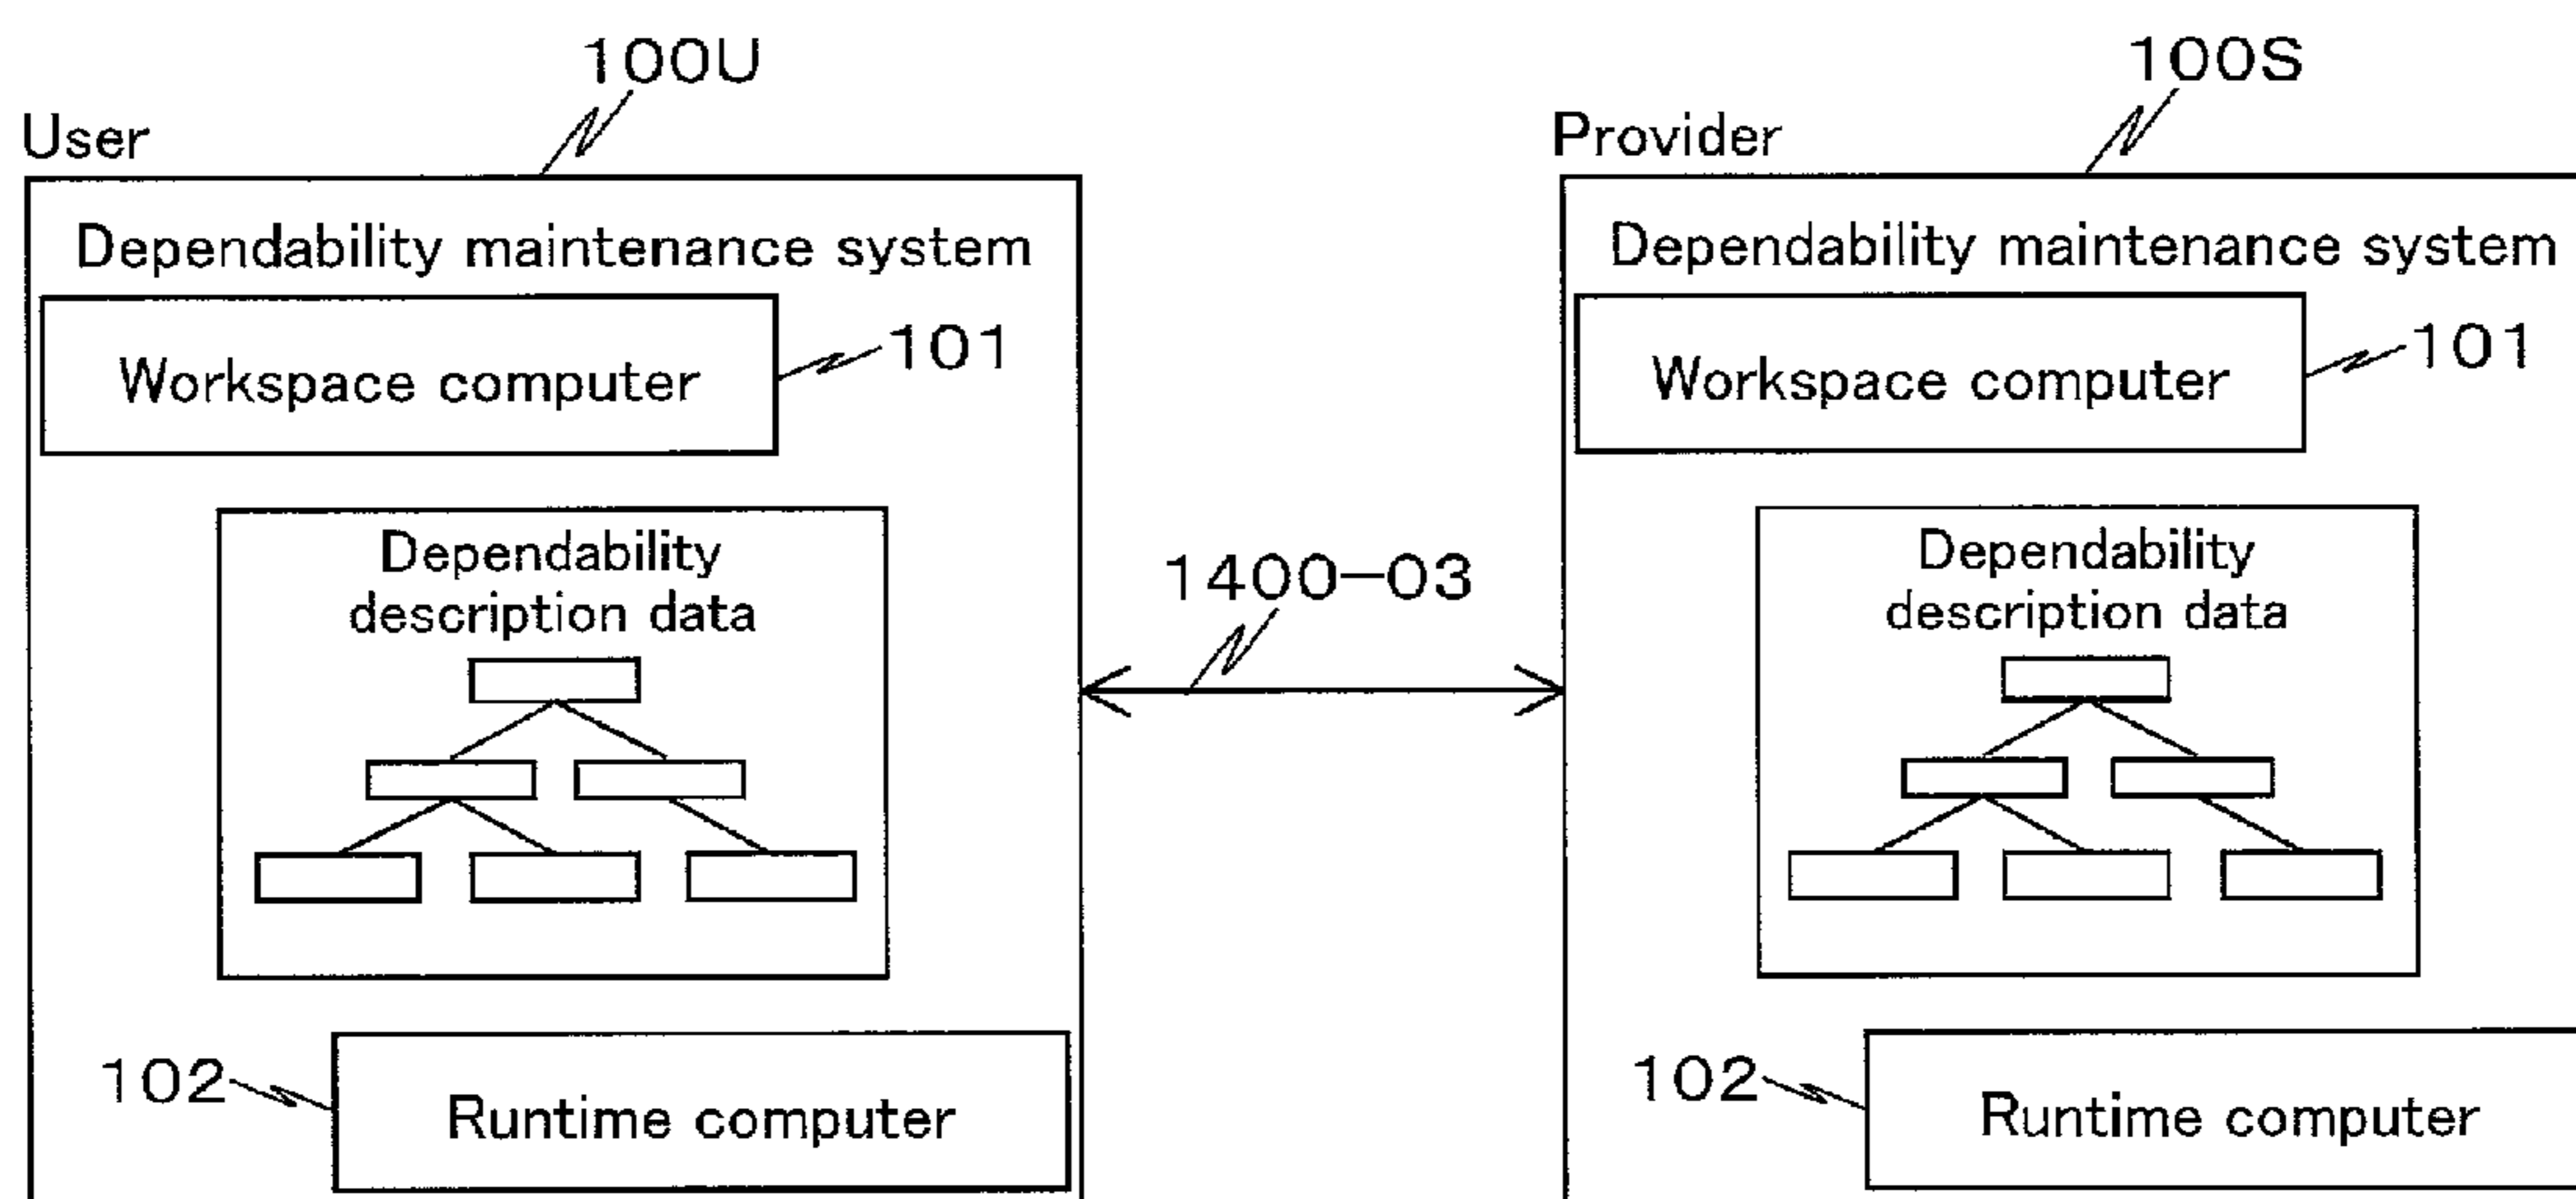 100U
User
Dependability maintenance system
Workspace computer
101
Dependability
description data
102
Runtime computer
1400-03
100S
Provider
Dependability maintenance system
Workspace computer
101
Dependability
description data
102
Runtime computer